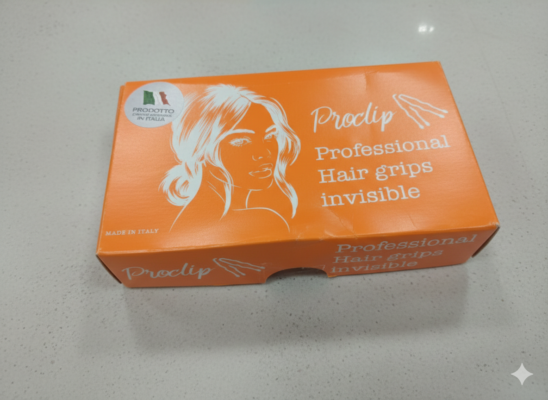 PRODOTTO
IN ITALIA
Proclip
Professional
Hair grips
invisible
MADE IN ITALY
Proclip
Professional
Hair grips
invisible